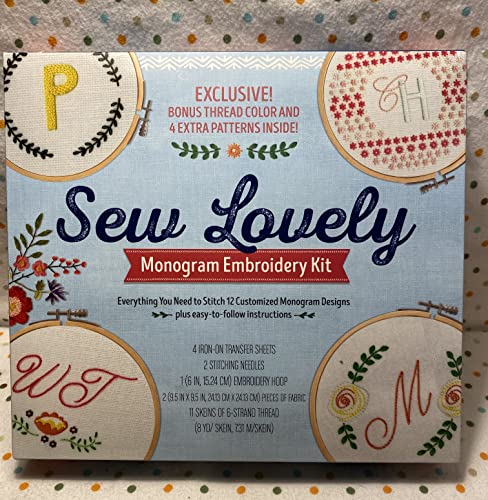 P
EXCLUSIVE!
BONUS THREAD COLOR AND
4 EXTRA PATTERNS INSIDE!
CH
Sew Lovely
Monogram Embroidery Kit
Everything You Need to Stitch 12 Customized Monogram Designs
plus easy-to-follow instructions
4 IRON-ON TRANSFER SHEETS
2 STITCHING NEEDLES
1 (6 IN, 15.24 CM) EMBROIDERY HOOP
2 (9.5 IN X 9.5 IN, 24.13 CM X 24.13 CM) PIECES OF FABRIC
11 SKEINS OF 6-STRAND THREAD
(8 YD/ SKEIN, 7.31 M/SKEIN)
WT
M